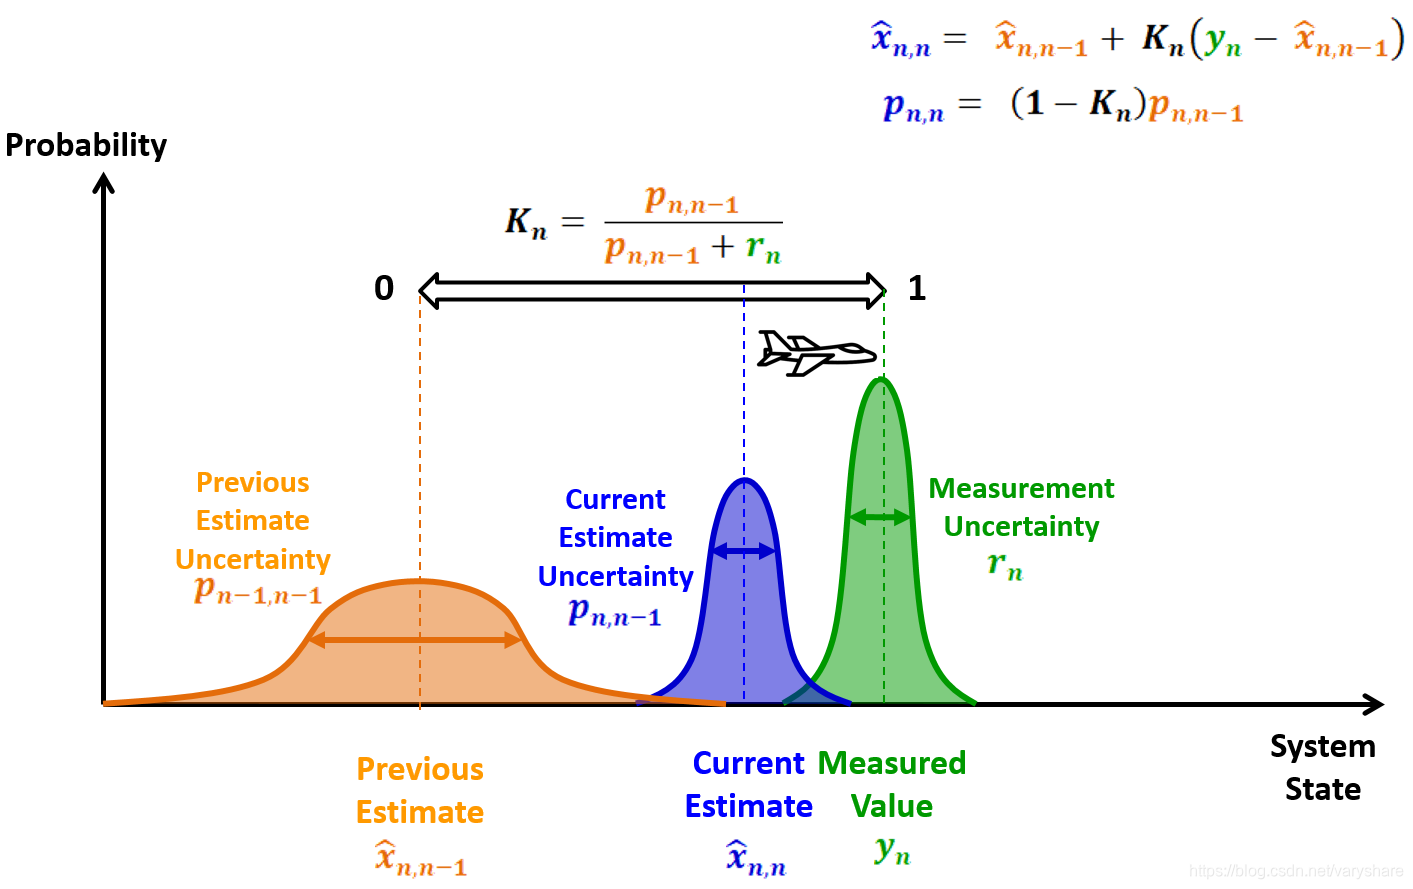 x̂n,n = x̂n,n−1 + Kn(yn − x̂n,n−1)
pn,n = (1 − Kn)pn,n−1
Probability
Kn = pn,n−1 / pn,n−1 + rn
0
1
Previous
Estimate
Uncertainty
pn−1,n−1
Current
Estimate
Uncertainty
pn,n−1
Measurement
Uncertainty
rn
System
State
Previous
Estimate
x̂n,n−1
Current
Estimate
x̂n,n
Measured
Value
yn
https://blog.csdn.net/varyshare